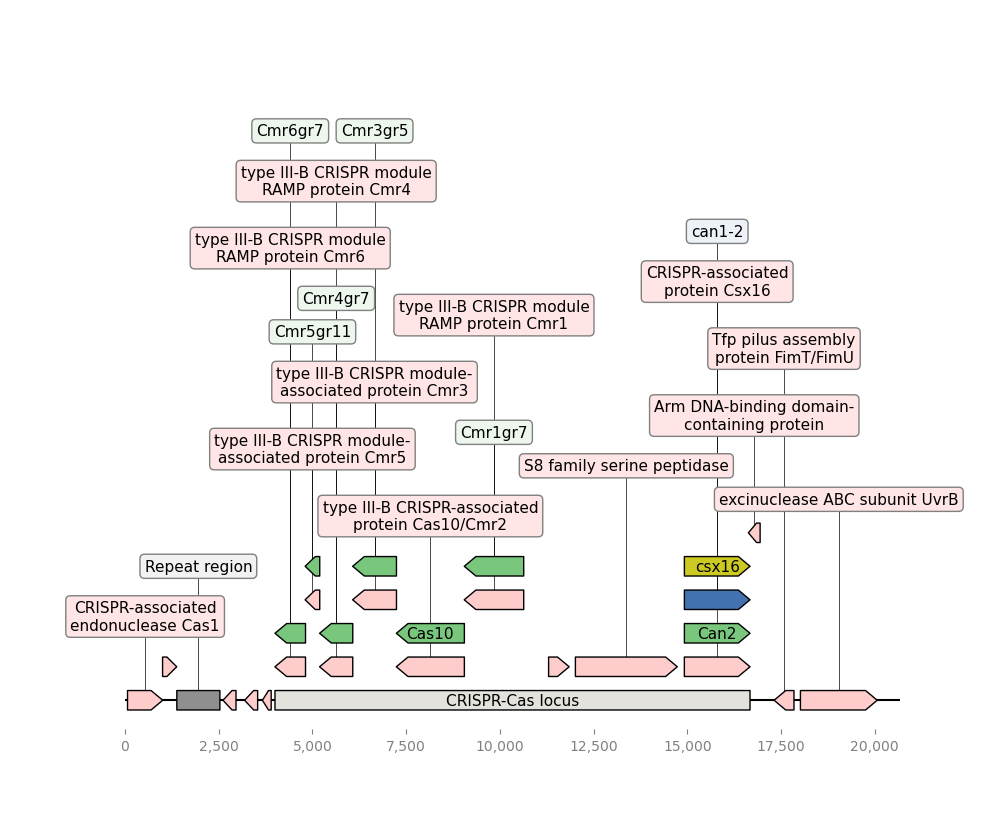 Cmr6gr7
Cmr3gr5
type III-B CRISPR module
RAMP protein Cmr4
can1-2
type III-B CRISPR module
RAMP protein Cmr6
CRISPR-associated
protein Csx16
Cmr4gr7
type III-B CRISPR module
RAMP protein Cmr1
Cmr5gr11
Tfp pilus assembly
protein FimT/FimU
type III-B CRISPR module-
associated protein Cmr3
Arm DNA-binding domain-
containing protein
Cmr1gr7
type III-B CRISPR module-
associated protein Cmr5
S8 family serine peptidase
excinuclease ABC subunit UvrB
type III-B CRISPR-associated
protein Cas10/Cmr2
Repeat region
csx16
CRISPR-associated
endonuclease Cas1
Cas10
Can2
CRISPR-Cas locus
0
2,500
5,000
7,500
10,000
12,500
15,000
17,500
20,000